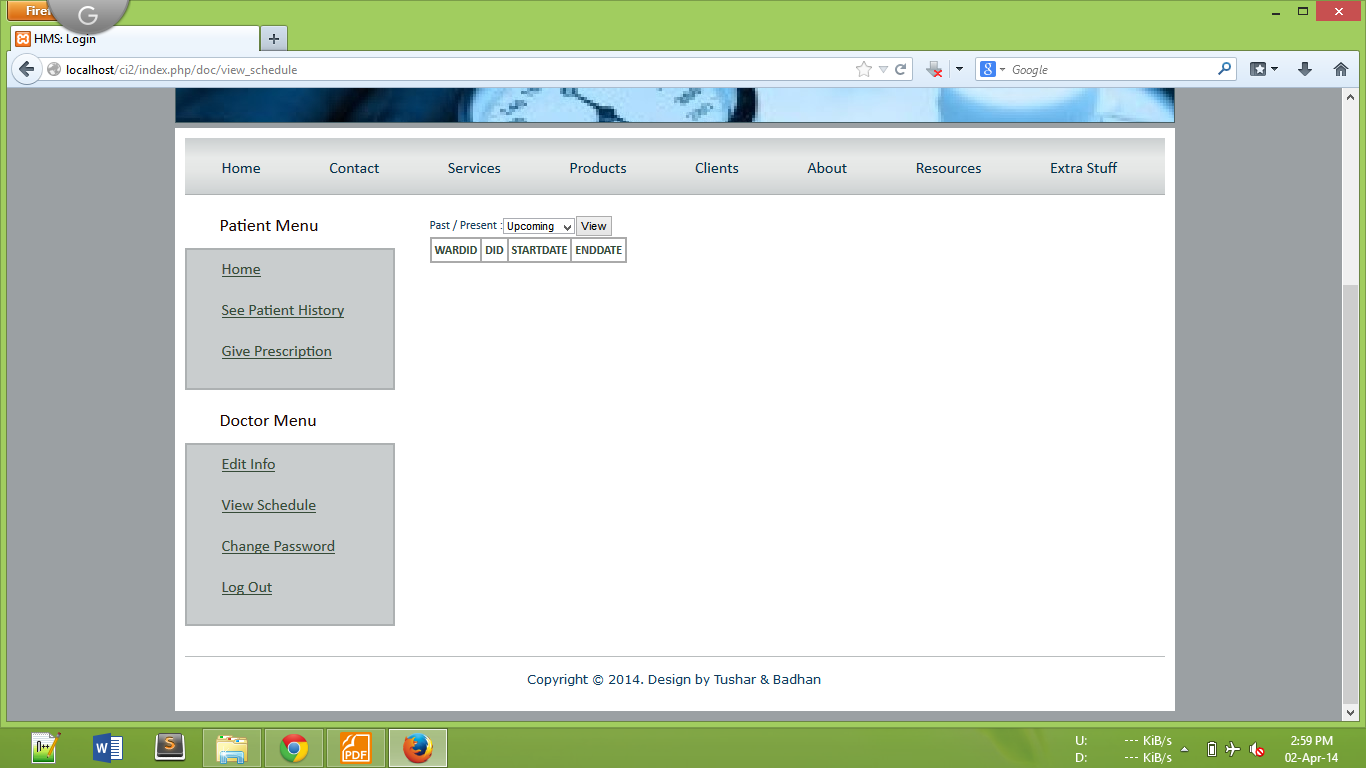 Firef
G
HMS: Login
localhost/ci2/index.php/doc/view_schedule
8 Google
Home Contact Services Products Clients About Resources Extra Stuff
Patient Menu
Home
See Patient History
Give Prescription
Past / Present : Upcoming View
WARDID DID STARTDATE ENDDATE
Doctor Menu
Edit Info
View Schedule
Change Password
Log Out
Copyright © 2014. Design by Tushar & Badhan
N++
W
S
PDF
U: --- KiB/s
D: --- KiB/s
2:59 PM
02-Apr-14